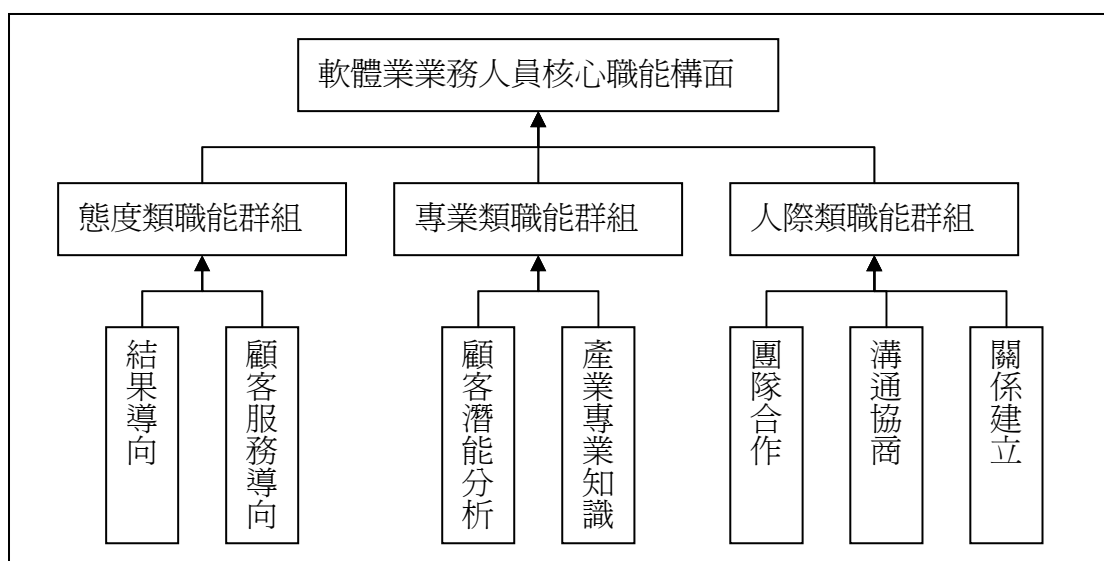 軟體業業務人員核心職能構面
態度類職能群組
專業類職能群組
人際類職能群組
結果導向
顧客服務導向
顧客潛能分析
產業專業知識
團隊合作
溝通協商
關係建立